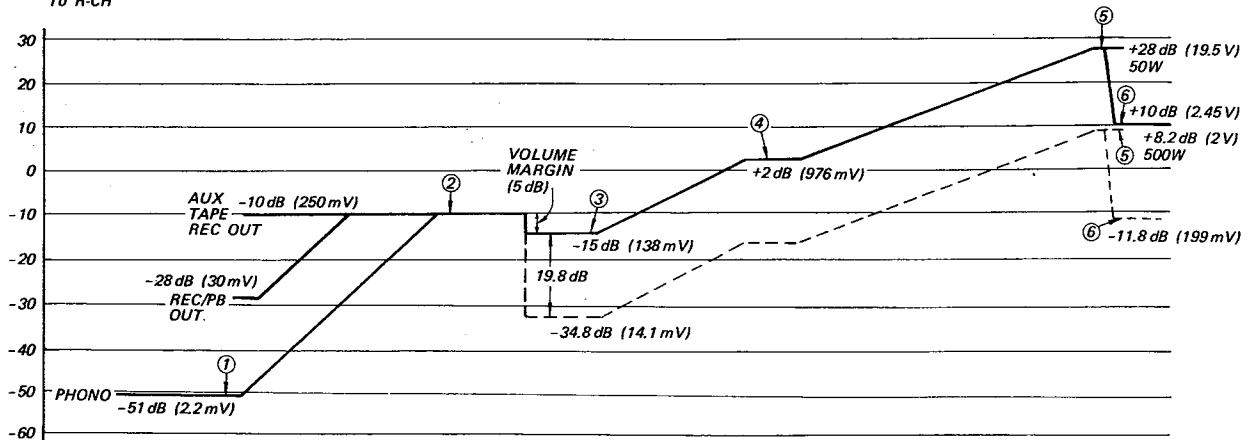 To R-CH
30
20
10
0
-10
-20
-30
-40
-50
-60
AUX
TAPE
REC OUT
-10 dB (250 mV)
-28 dB (30 mV)
REC/PB
OUT.
PHONO
-51 dB (2.2 mV)
①
②
VOLUME
MARGIN
(5 dB)
③
-15 dB (138 mV)
19.8 dB
-34.8 dB (14.1 mV)
④
+2 dB (976 mV)
⑤
+28 dB (19.5 V)
50W
⑥
+10 dB (2.45 V)
+8.2 dB (2 V)
⑤
500W
⑥
-11.8 dB (199 mV)